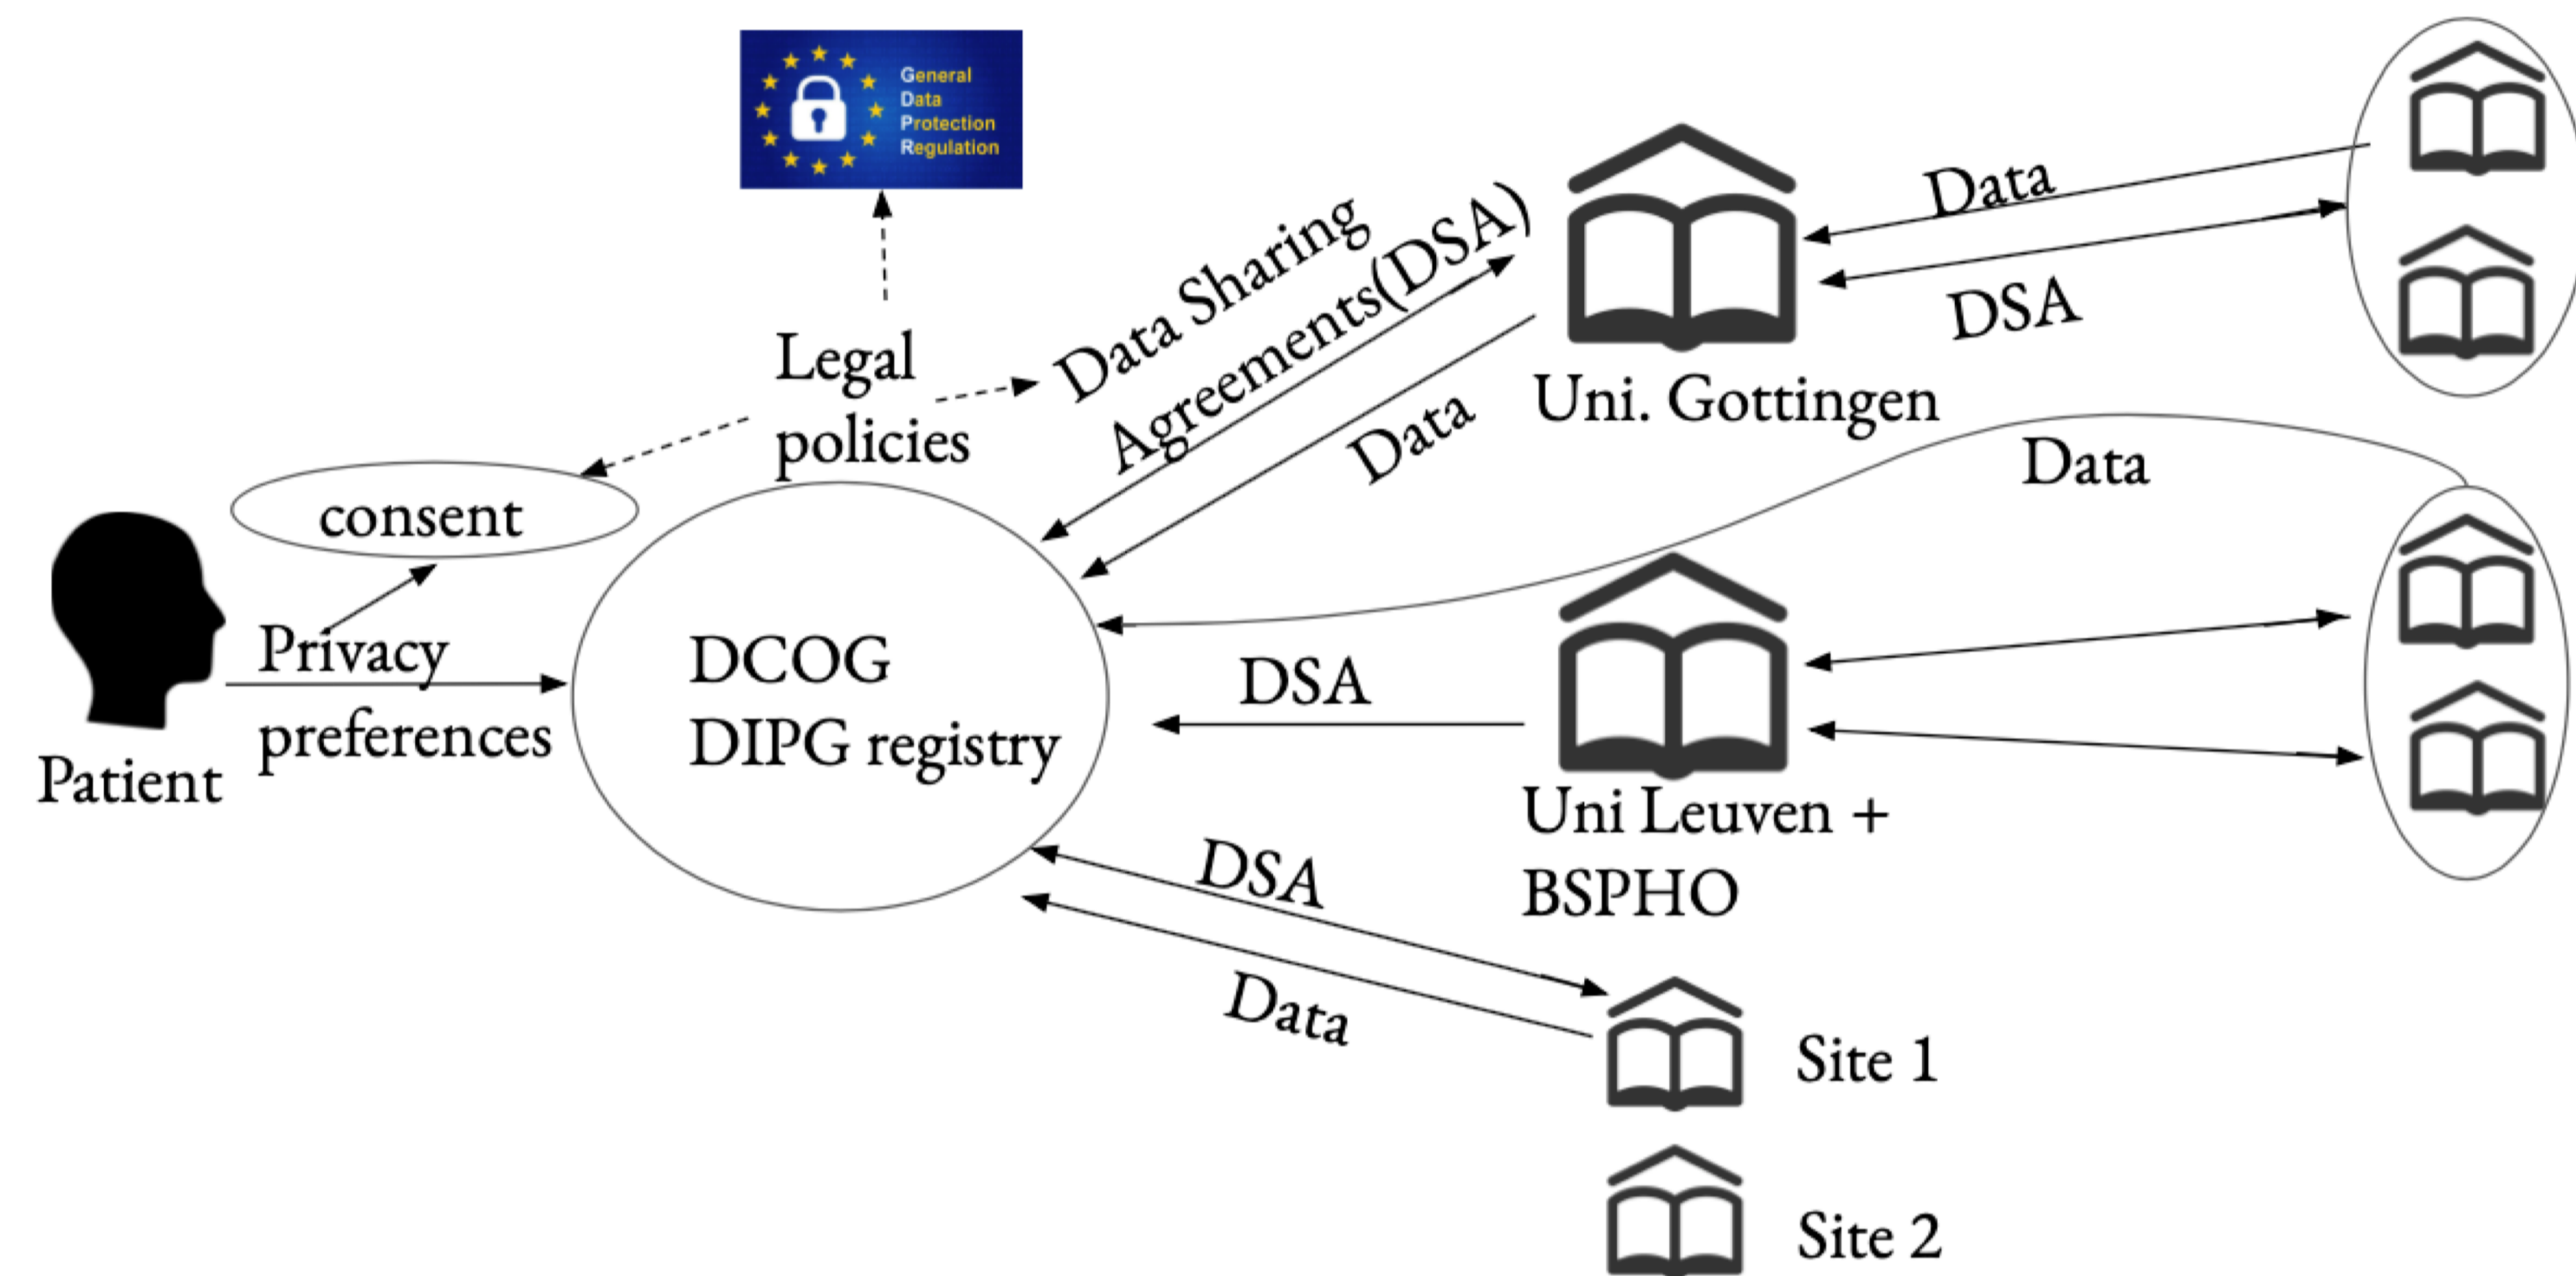 General
Data
Protection
Regulation
Legal
policies
Data Sharing
Agreements(DSA)
Data
consent
Privacy
preferences
Patient
DCOG
DIPG registry
Uni. Gottingen
Data
DSA
Data
DSA
Uni Leuven +
BSPHO
DSA
Data
Site 1
Site 2